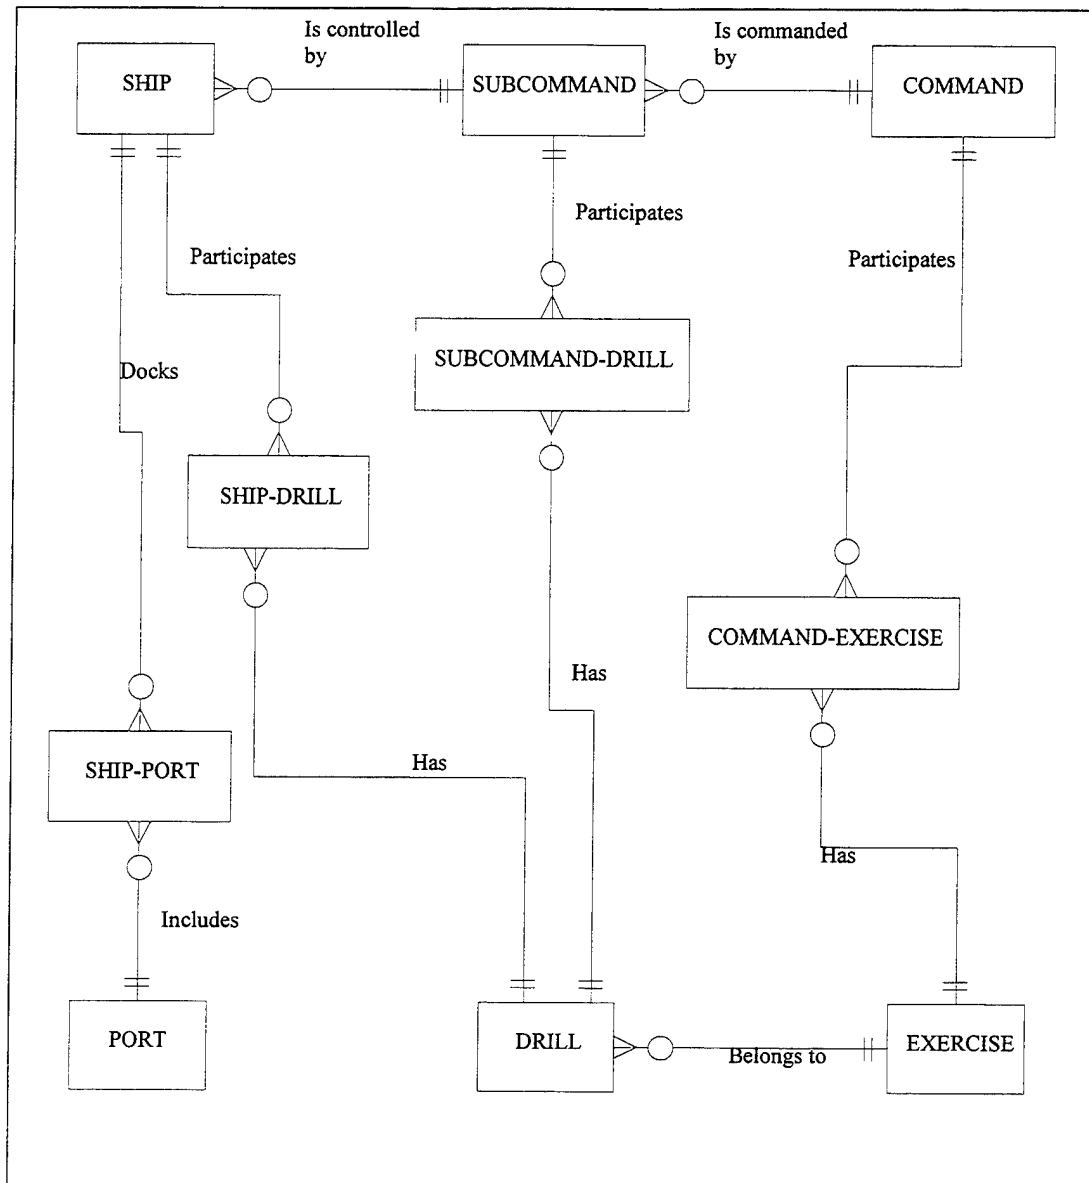 Is controlled
by
Is commanded
by
SHIP
SUBCOMMAND
COMMAND
Participates
Participates
Participates
Docks
SUBCOMMAND-DRILL
SHIP-DRILL
COMMAND-EXERCISE
Has
SHIP-PORT
Has
Has
Includes
PORT
DRILL
Belongs to
EXERCISE